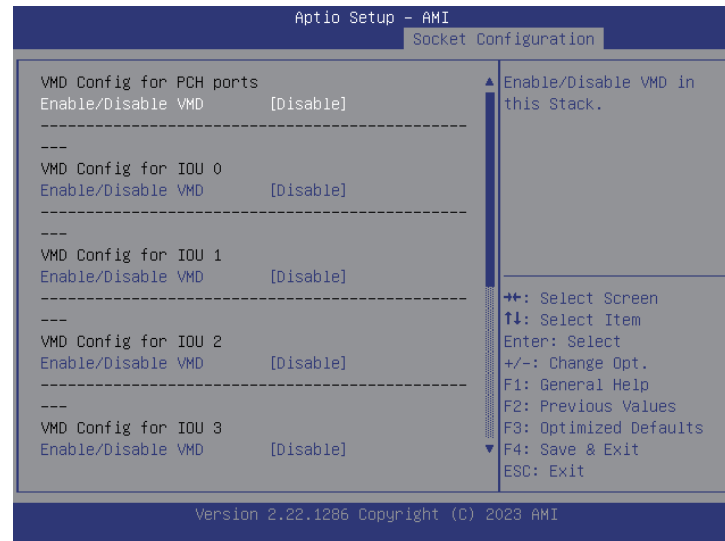 Aptio Setup – AMI
Socket Configuration
VMD Config for PCH ports
Enable/Disable VMD [Disable]
--------------------------------------------------
---
VMD Config for IOU 0
Enable/Disable VMD [Disable]
--------------------------------------------------
---
VMD Config for IOU 1
Enable/Disable VMD [Disable]
--------------------------------------------------
---
VMD Config for IOU 2
Enable/Disable VMD [Disable]
--------------------------------------------------
---
VMD Config for IOU 3
Enable/Disable VMD [Disable]
Enable/Disable VMD in
this Stack.
→←: Select Screen
↑↓: Select Item
Enter: Select
+/-: Change Opt.
F1: General Help
F2: Previous Values
F3: Optimized Defaults
F4: Save & Exit
ESC: Exit
Version 2.22.1286 Copyright (C) 2023 AMI